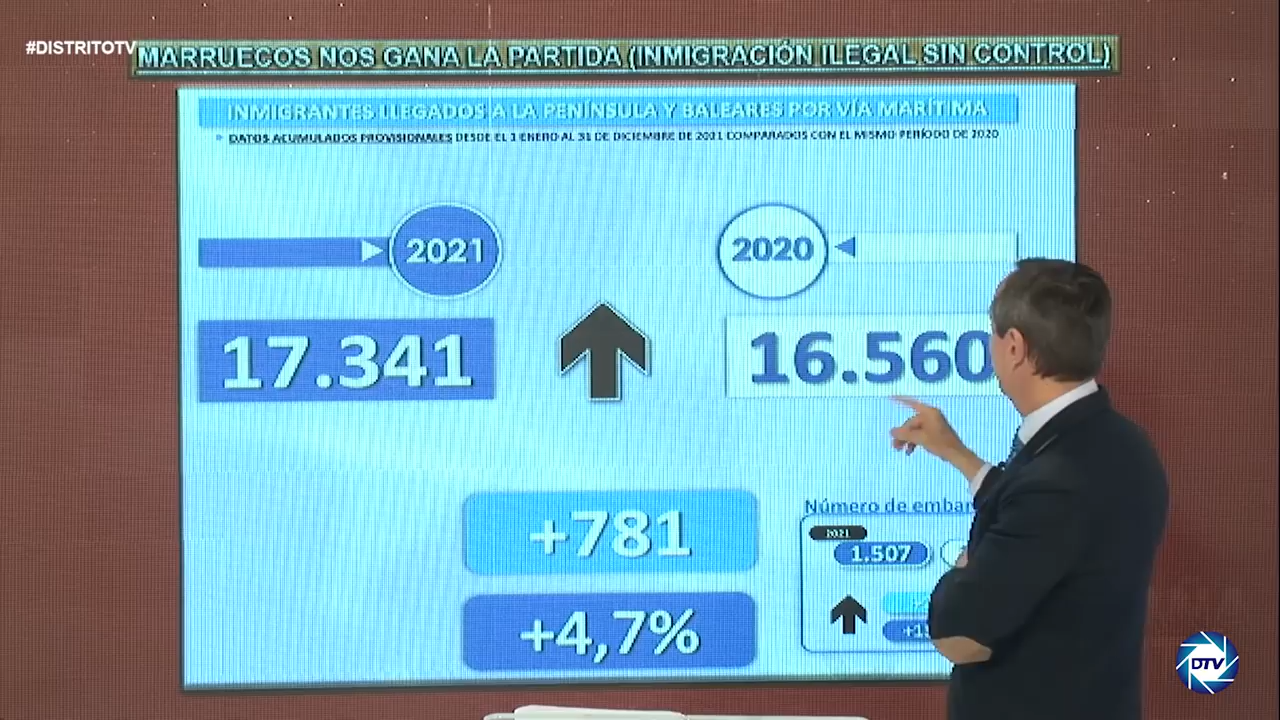 #DISTRITOTV
MARRUECOS NOS GANA LA PARTIDA (INMIGRACIÓN ILEGAL SIN CONTROL)
INMIGRANTES LLEGADOS A LA PENÍNSULA Y BALEARES POR VÍA MARÍTIMA
DATOS ACUMULADOS PROVISIONALES DESDE EL 1 ENERO AL 31 DE DICIEMBRE DE 2021 COMPARADOS CON EL MISMO PERÍODO DE 2020
2021
2020
17.341
16.560
+781
+4,7%
Número de
2021
1.507
DTV